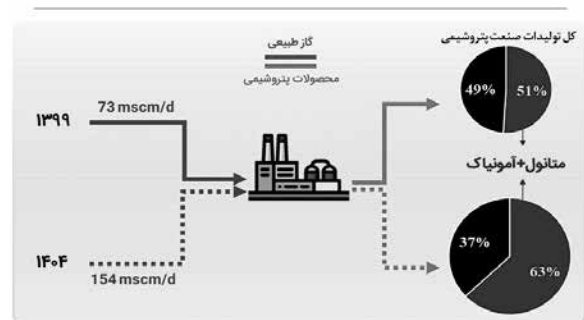 کل تولیدات صنعت پتروشیمی
گاز طبیعی
محصولات پتروشیمی
49%
51%
73 mscm/d
۱۳۹۹
متانول+آمونیاک
37%
63%
۱۴۰۴
154 mscm/d